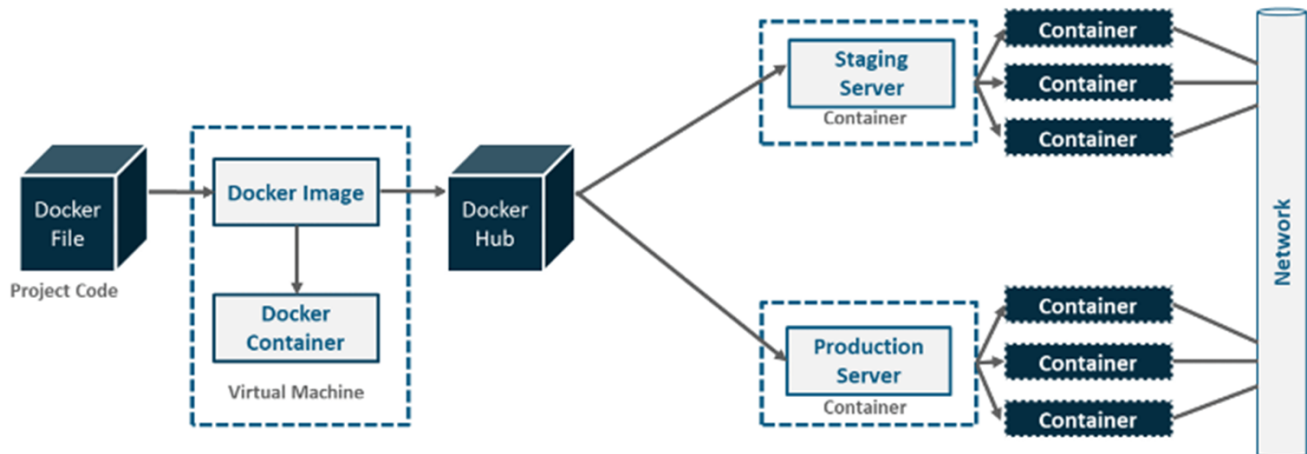 Docker
File
Project Code
Docker Image
Docker
Container
Virtual Machine
Docker
Hub
Staging
Server
Container
Container
Container
Container
Production
Server
Container
Container
Container
Container
Network